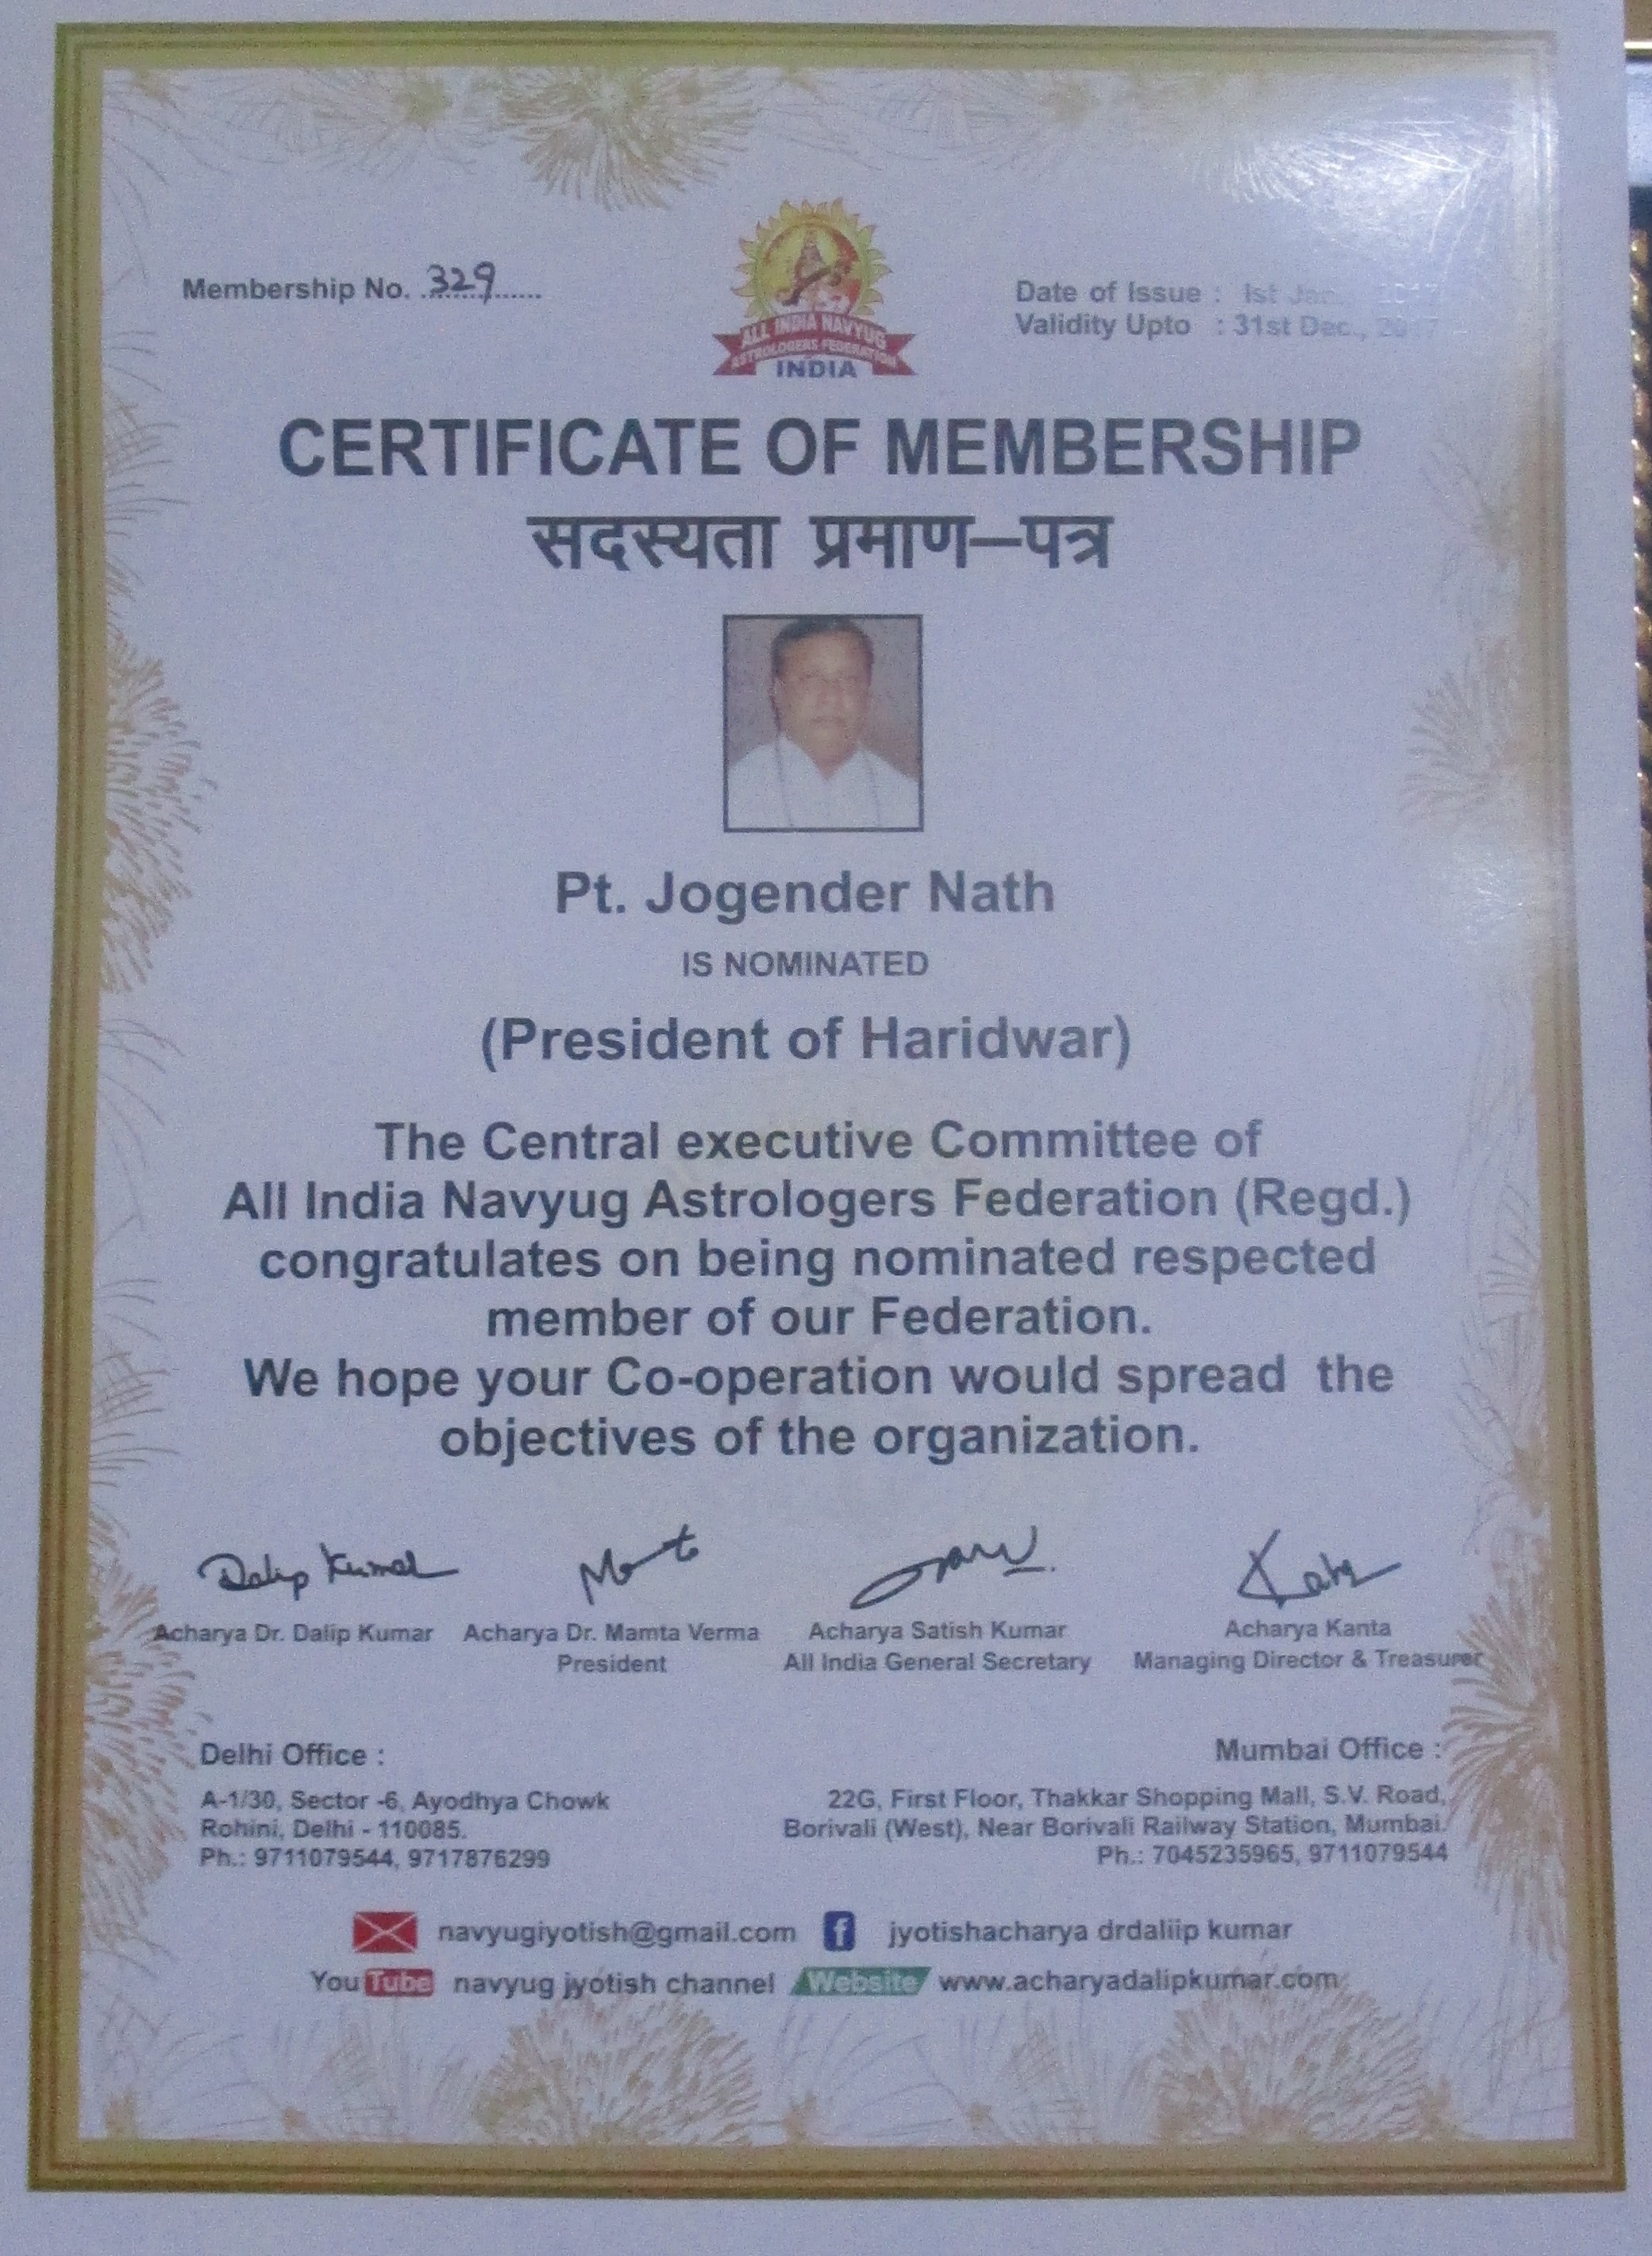 Membership No. 329
Date of Issue : Ist Jan., 2017
Validity Upto : 31st Dec., 2017
ALL INDIA NAVYUG
ASTROLOGERS FEDERATION
INDIA
CERTIFICATE OF MEMBERSHIP
सदस्यता प्रमाण–पत्र
Pt. Jogender Nath
IS NOMINATED
(President of Haridwar)
The Central executive Committee of
All India Navyug Astrologers Federation (Regd.)
congratulates on being nominated respected
member of our Federation.
We hope your Co-operation would spread the
objectives of the organization.
Dalip Kumar
Acharya Dr. Dalip Kumar
Acharya Dr. Mamta Verma
President
Acharya Satish Kumar
All India General Secretary
Acharya Kanta
Managing Director & Treasurer
Delhi Office :
A-1/30, Sector -6, Ayodhya Chowk
Rohini, Delhi - 110085.
Ph.: 9711079544, 9717876299
Mumbai Office :
22G, First Floor, Thakkar Shopping Mall, S.V. Road,
Borivali (West), Near Borivali Railway Station, Mumbai.
Ph.: 7045235965, 9711079544
navyugjyotish@gmail.com f jyotishacharya drdaliip kumar
YouTube navyug jyotish channel Website www.acharyadalipkumar.com